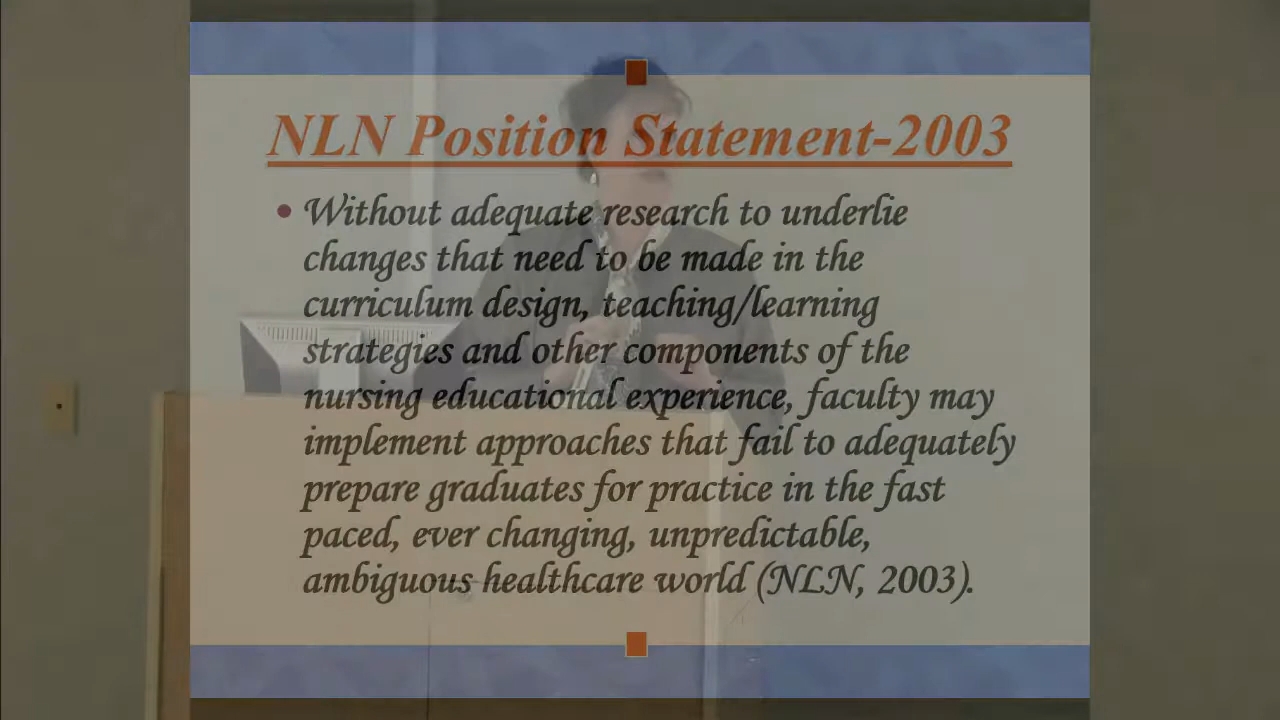 NLN Position Statement-2003
• Without adequate research to underlie
changes that need to be made in the
curriculum design, teaching/learning
strategies and other components of the
nursing educational experience, faculty may
implement approaches that fail to adequately
prepare graduates for practice in the fast
paced, ever changing, unpredictable,
ambiguous healthcare world (NLN, 2003).